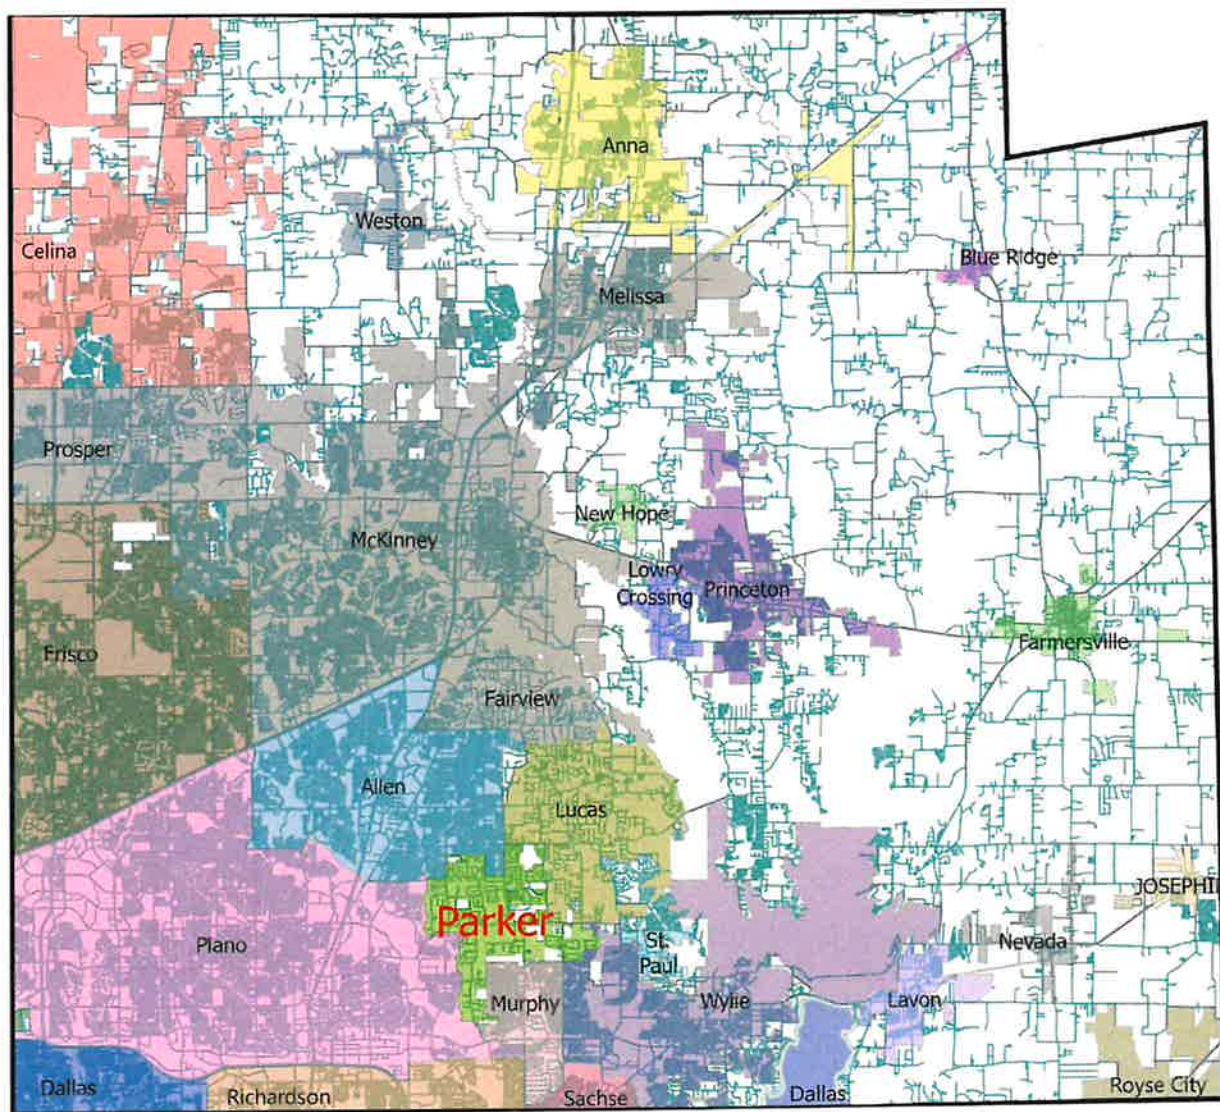 Anna
Weston
Celina
Blue Ridge
Melissa
Prosper
New Hope
McKinney
Lowry
Crossing
Princeton
Farmersville
Frisco
Fairview
Allen
Lucas
JOSEPHI
Parker
Plano
St.
Paul
Nevada
Murphy
Wylie
Lavon
Dallas
Richardson
Sachse
Dallas
Royse City